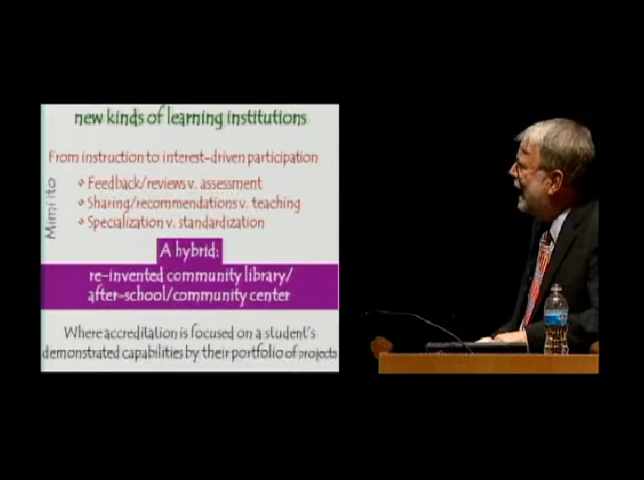 new kinds of learning institutions
From instruction to interest-driven participation
Mimi Ito
Feedback/reviews v. assessment
Sharing/recommendations v. teaching
Specialization v. standardization
A hybrid:
re-invented community library/
after-school/community center
Where accreditation is focused on a student's
demonstrated capabilities by their portfolio of projects